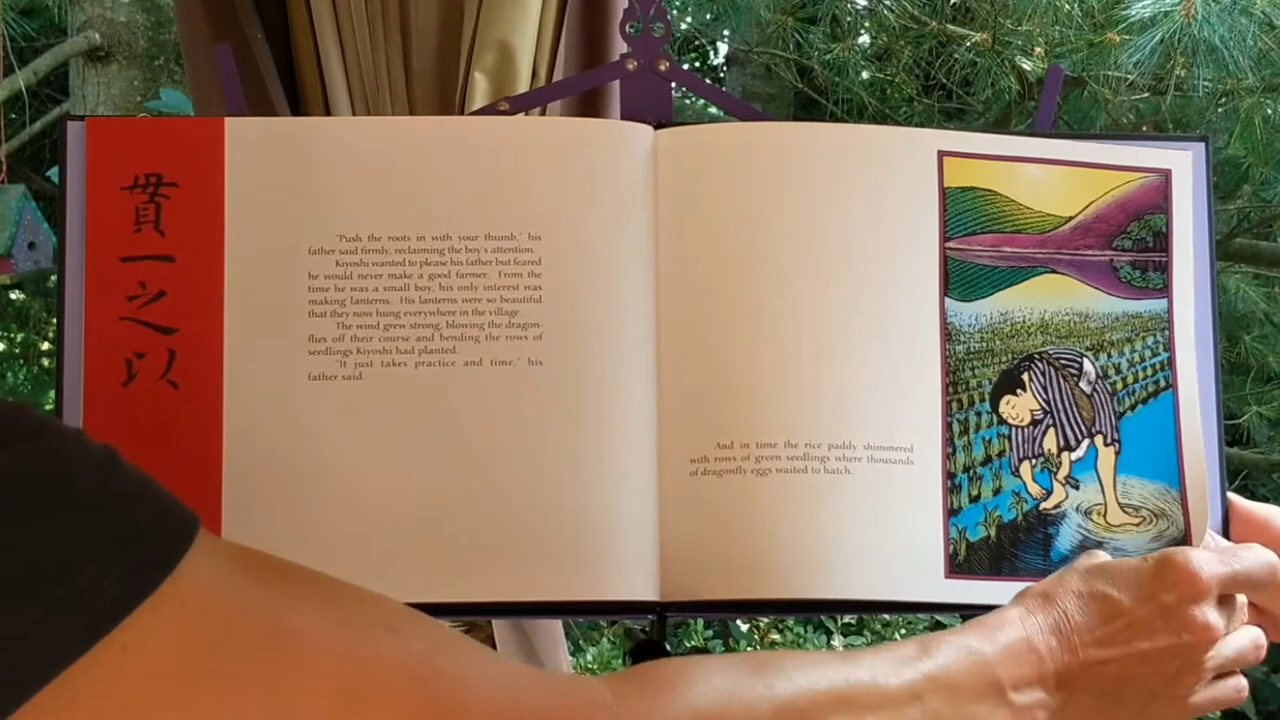 貫
一
之
以
"Push the roots in with your thumb," his
father said firmly, reclaiming the boy's attention.
Kiyoshi wanted to please his father but feared
he would never make a good farmer. From the
time he was a small boy, his only interest was
making lanterns. His lanterns were so beautiful
that they now hung everywhere in the village.
The wind grew strong, blowing the dragon-
flies off their course and bending the rows of
seedlings Kiyoshi had planted.
"It just takes practice and time," his
father said.
And in time the rice paddy shimmered
with rows of green seedlings where thousands
of dragonfly eggs waited to hatch.